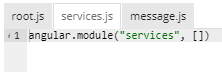 root.js services.js message.js
i 1 angular.module("services", [])